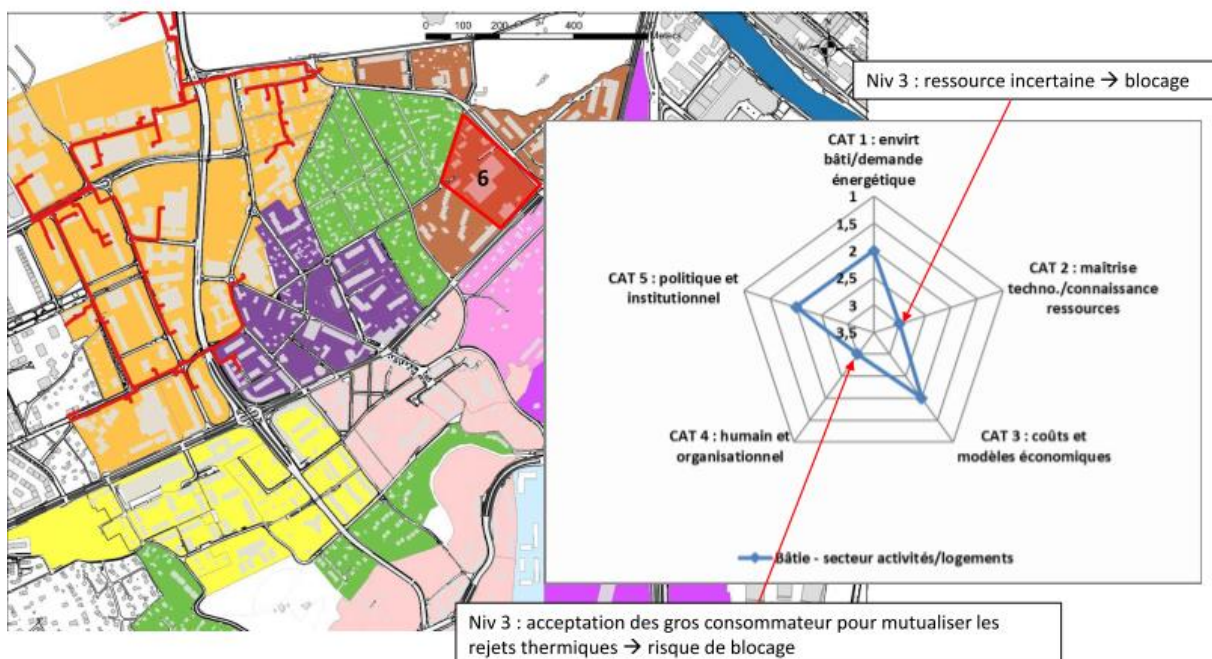 0 100 200 400
Meters
W
Niv 3 : ressource incertaine → blocage
6
CAT 1 : envirt
bâti/demande
énergétique
1
1,5
2
2,5
3
3,5
CAT 2 : maîtrise
techno./connaissance
ressources
CAT 3 : coûts et
modèles économiques
CAT 4 : humain et
organisationnel
CAT 5 : politique et
institutionnel
Bâtie - secteur activités/logements
Niv 3 : acceptation des gros consommateur pour mutualiser les
rejets thermiques → risque de blocage